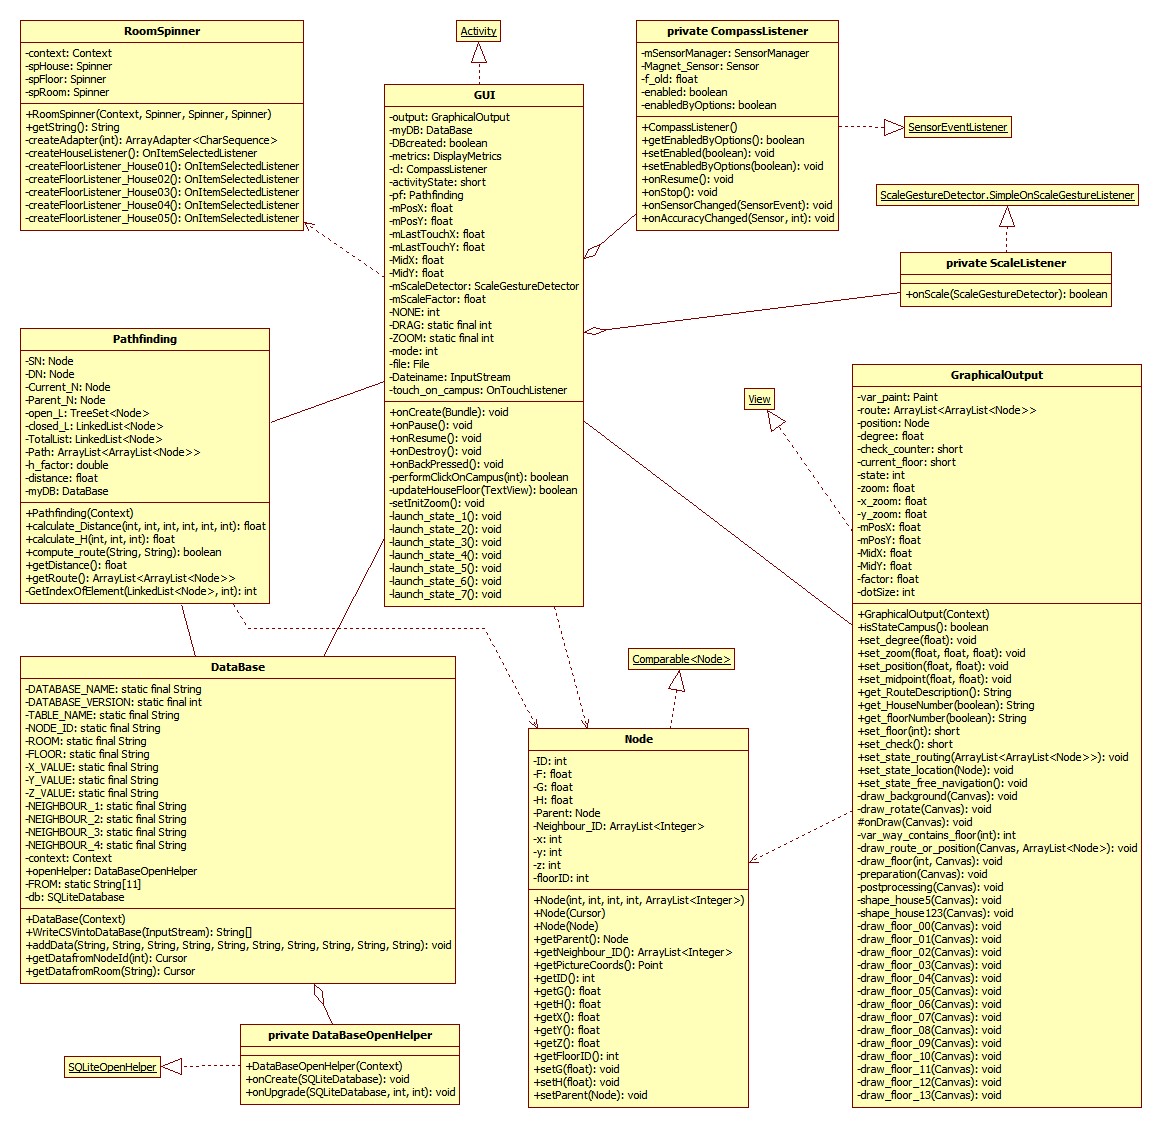 RoomSpinner
-context: Context
-spHouse: Spinner
-spFloor: Spinner
-spRoom: Spinner
+RoomSpinner(Context, Spinner, Spinner, Spinner)
+getString(): String
-createAdapter(int): ArrayAdapter<CharSequence>
-createHouseListener(): OnItemSelectedListener
-createFloorListener_House01(): OnItemSelectedListener
-createFloorListener_House02(): OnItemSelectedListener
-createFloorListener_House03(): OnItemSelectedListener
-createFloorListener_House04(): OnItemSelectedListener
-createFloorListener_House05(): OnItemSelectedListener
Activity
GUI
-output: GraphicalOutput
-myDB: DataBase
-DBcreated: boolean
-metrics: DisplayMetrics
-cl: CompassListener
-activityState: short
-pf: Pathfinding
-mPosX: float
-mPosY: float
-mLastTouchX: float
-mLastTouchY: float
-MidX: float
-MidY: float
-mScaleDetector: ScaleGestureDetector
-mScaleFactor: float
-NONE: int
-DRAG: static final int
-ZOOM: static final int
-mode: int
-file: File
-Dateiname: InputStream
-touch_on_campus: OnTouchListener
+onCreate(Bundle): void
+onPause(): void
+onResume(): void
+onDestroy(): void
+onBackPressed(): void
-performClickOnCampus(int): boolean
-updateHouseFloor(TextView): boolean
-setInitZoom(): void
-launch_state_1(): void
-launch_state_2(): void
-launch_state_3(): void
-launch_state_4(): void
-launch_state_5(): void
-launch_state_6(): void
-launch_state_7(): void
private CompassListener
-mSensorManager: SensorManager
-Magnet_Sensor: Sensor
-f_old: float
-enabled: boolean
-enabledByOptions: boolean
+CompassListener()
+getEnabledByOptions(): boolean
+setEnabled(boolean): void
+setEnabledByOptions(boolean): void
+onResume(): void
+onStop(): void
+onSensorChanged(SensorEvent): void
+onAccuracyChanged(Sensor, int): void
SensorEventListener
ScaleGestureDetector.SimpleOnScaleGestureListener
private ScaleListener
+onScale(ScaleGestureDetector): boolean
Pathfinding
-SN: Node
-DN: Node
-Current_N: Node
-Parent_N: Node
-open_L: TreeSet<Node>
-closed_L: LinkedList<Node>
-TotalList: LinkedList<Node>
-Path: ArrayList<ArrayList<Node>>
-h_factor: double
-distance: float
-myDB: DataBase
+Pathfinding(Context)
+calculate_Distance(int, int, int, int, int, int): float
+calculate_H(int, int, int): float
+compute_route(String, String): boolean
+getDistance(): float
+getRoute(): ArrayList<ArrayList<Node>>
-GetIndexOfElement(LinkedList<Node>, int): int
View
GraphicalOutput
-var_paint: Paint
-route: ArrayList<ArrayList<Node>>
-position: Node
-degree: float
-check_counter: short
-current_floor: short
-state: int
-zoom: float
-x_zoom: float
-y_zoom: float
-mPosX: float
-mPosY: float
-MidX: float
-MidY: float
-factor: float
-dotSize: int
+GraphicalOutput(Context)
+isStateCampus(): boolean
+set_degree(float): void
+set_zoom(float, float, float): void
+set_position(float, float): void
+set_midpoint(float, float): void
+get_RouteDescription(): String
+get_HouseNumber(boolean): String
+get_floorNumber(boolean): String
+set_floor(int): short
+set_check(): short
+set_state_routing(ArrayList<ArrayList<Node>>): void
+set_state_location(Node): void
+set_state_free_navigation(): void
-draw_background(Canvas): void
-draw_rotate(Canvas): void
#onDraw(Canvas): void
-var_way_contains_floor(int): int
-draw_route_or_position(Canvas, ArrayList<Node>): void
-draw_floor(int, Canvas): void
-preparation(Canvas): void
-postprocessing(Canvas): void
-shape_house5(Canvas): void
-shape_house123(Canvas): void
-draw_floor_00(Canvas): void
-draw_floor_01(Canvas): void
-draw_floor_02(Canvas): void
-draw_floor_03(Canvas): void
-draw_floor_04(Canvas): void
-draw_floor_05(Canvas): void
-draw_floor_06(Canvas): void
-draw_floor_07(Canvas): void
-draw_floor_08(Canvas): void
-draw_floor_09(Canvas): void
-draw_floor_10(Canvas): void
-draw_floor_11(Canvas): void
-draw_floor_12(Canvas): void
-draw_floor_13(Canvas): void
DataBase
-DATABASE_NAME: static final String
-DATABASE_VERSION: static final int
-TABLE_NAME: static final String
-NODE_ID: static final String
-ROOM: static final String
-FLOOR: static final String
-X_VALUE: static final String
-Y_VALUE: static final String
-Z_VALUE: static final String
-NEIGHBOUR_1: static final String
-NEIGHBOUR_2: static final String
-NEIGHBOUR_3: static final String
-NEIGHBOUR_4: static final String
-context: Context
+openHelper: DataBaseOpenHelper
-FROM: static String[11]
-db: SQLiteDatabase
+DataBase(Context)
+WriteCSVintoDataBase(InputStream): String[]
+addData(String, String, String, String, String, String, String, String, String): void
+getDatafromNodeId(int): Cursor
+getDatafromRoom(String): Cursor
Comparable<Node>
Node
-ID: int
-F: float
-G: float
-H: float
-Parent: Node
-Neighbour_ID: ArrayList<Integer>
-x: int
-y: int
-z: int
-floorID: int
+Node(int, int, int, int, ArrayList<Integer>)
+Node(Cursor)
+Node(Node)
+getParent(): Node
+getNeighbour_ID(): ArrayList<Integer>
+getPictureCoords(): Point
+getID(): int
+getG(): float
+getH(): float
+getX(): float
+getY(): float
+getZ(): float
+getFloorID(): int
+setG(float): void
+setH(float): void
+setParent(Node): void
SQLiteOpenHelper
private DataBaseOpenHelper
+DataBaseOpenHelper(Context)
+onCreate(SQLiteDatabase): void
+onUpgrade(SQLiteDatabase, int, int): void